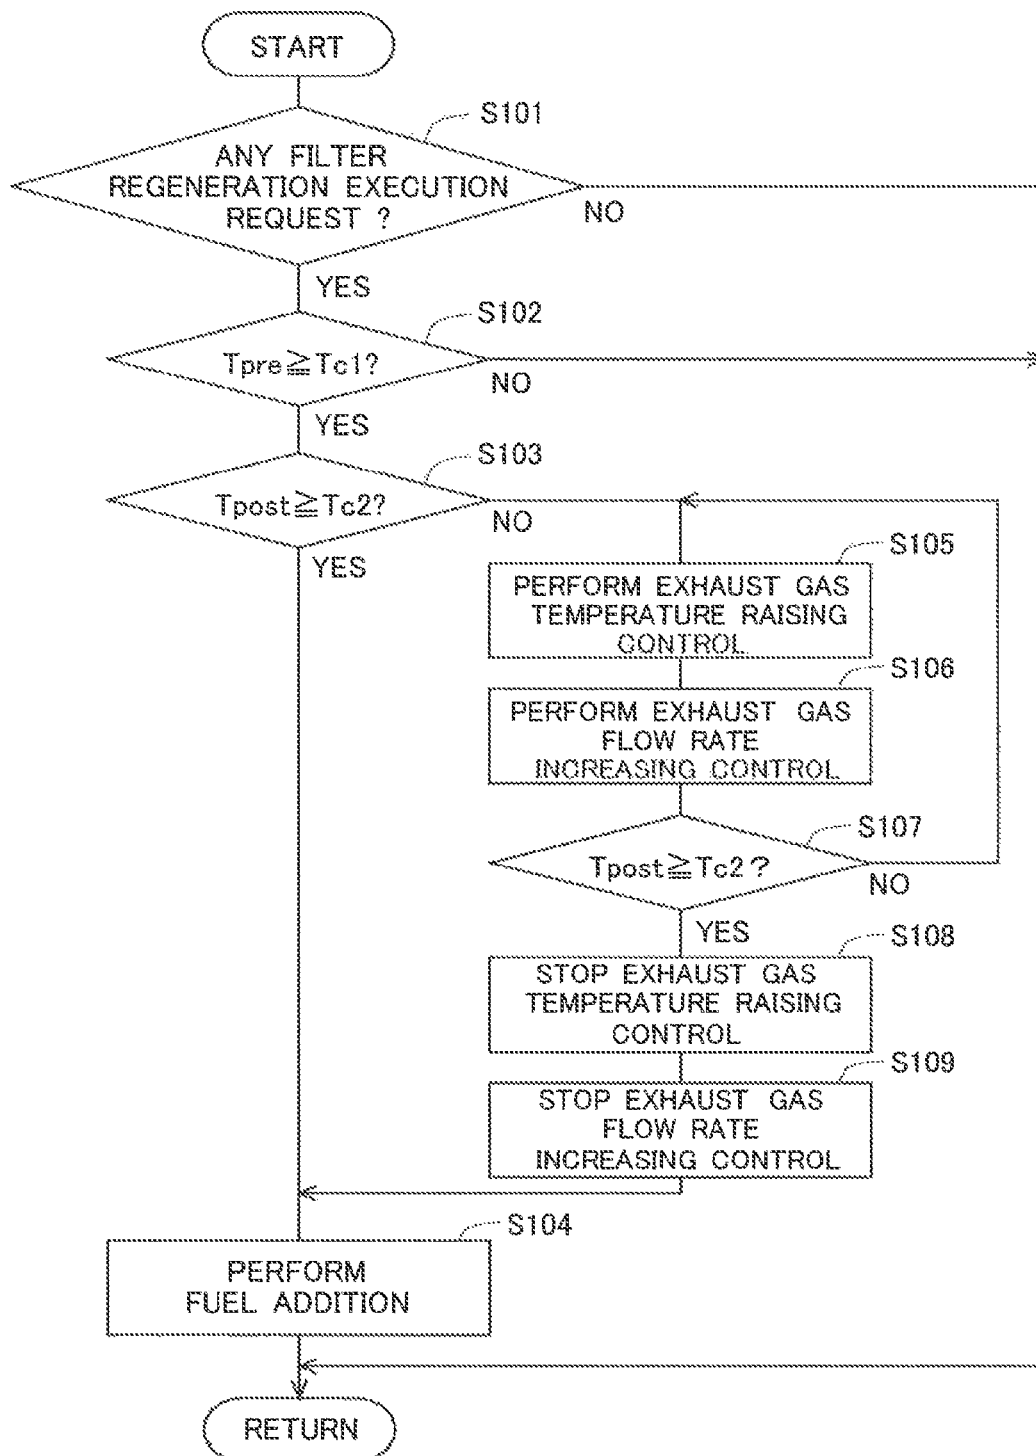 START
S101
ANY FILTER
REGENERATION EXECUTION
REQUEST ?
NO
YES
S102
Tpre≧Tc1?
NO
YES
S103
Tpost≧Tc2?
NO
YES
S105
PERFORM EXHAUST GAS
TEMPERATURE RAISING
CONTROL
S106
PERFORM EXHAUST GAS
FLOW RATE
INCREASING CONTROL
S107
Tpost≧Tc2?
NO
YES
S108
STOP EXHAUST GAS
TEMPERATURE RAISING
CONTROL
S109
STOP EXHAUST GAS
FLOW RATE
INCREASING CONTROL
S104
PERFORM
FUEL ADDITION
RETURN